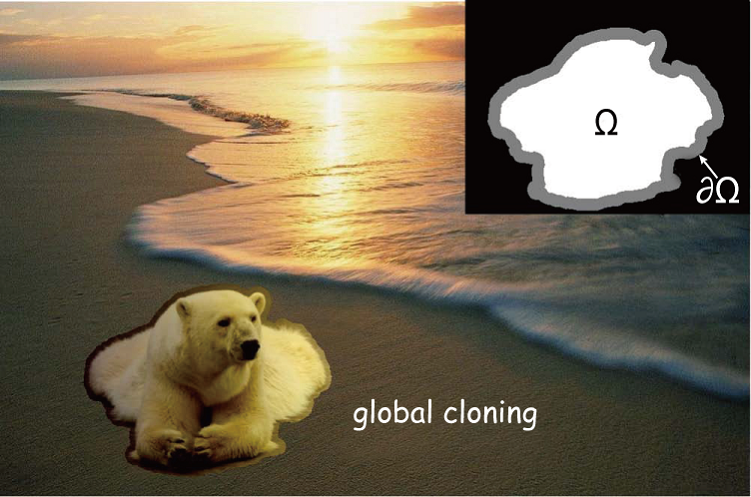 Ω
∂Ω
global cloning